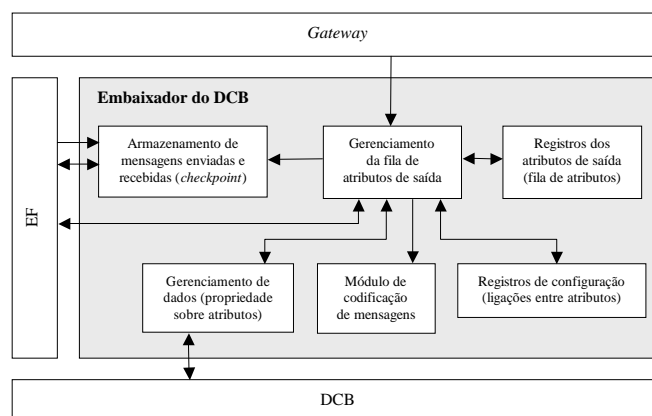 Gateway
EF
Embaixador do DCB
Armazenamento de
mensagens enviadas e
recebidas (checkpoint)
Gerenciamento
da fila de
atributos de saída
Registros dos
atributos de saída
(fila de atributos)
Gerenciamento de
dados (propriedade
sobre atributos)
Módulo de
codificação
de mensagens
Registros de configuração
(ligações entre atributos)
DCB